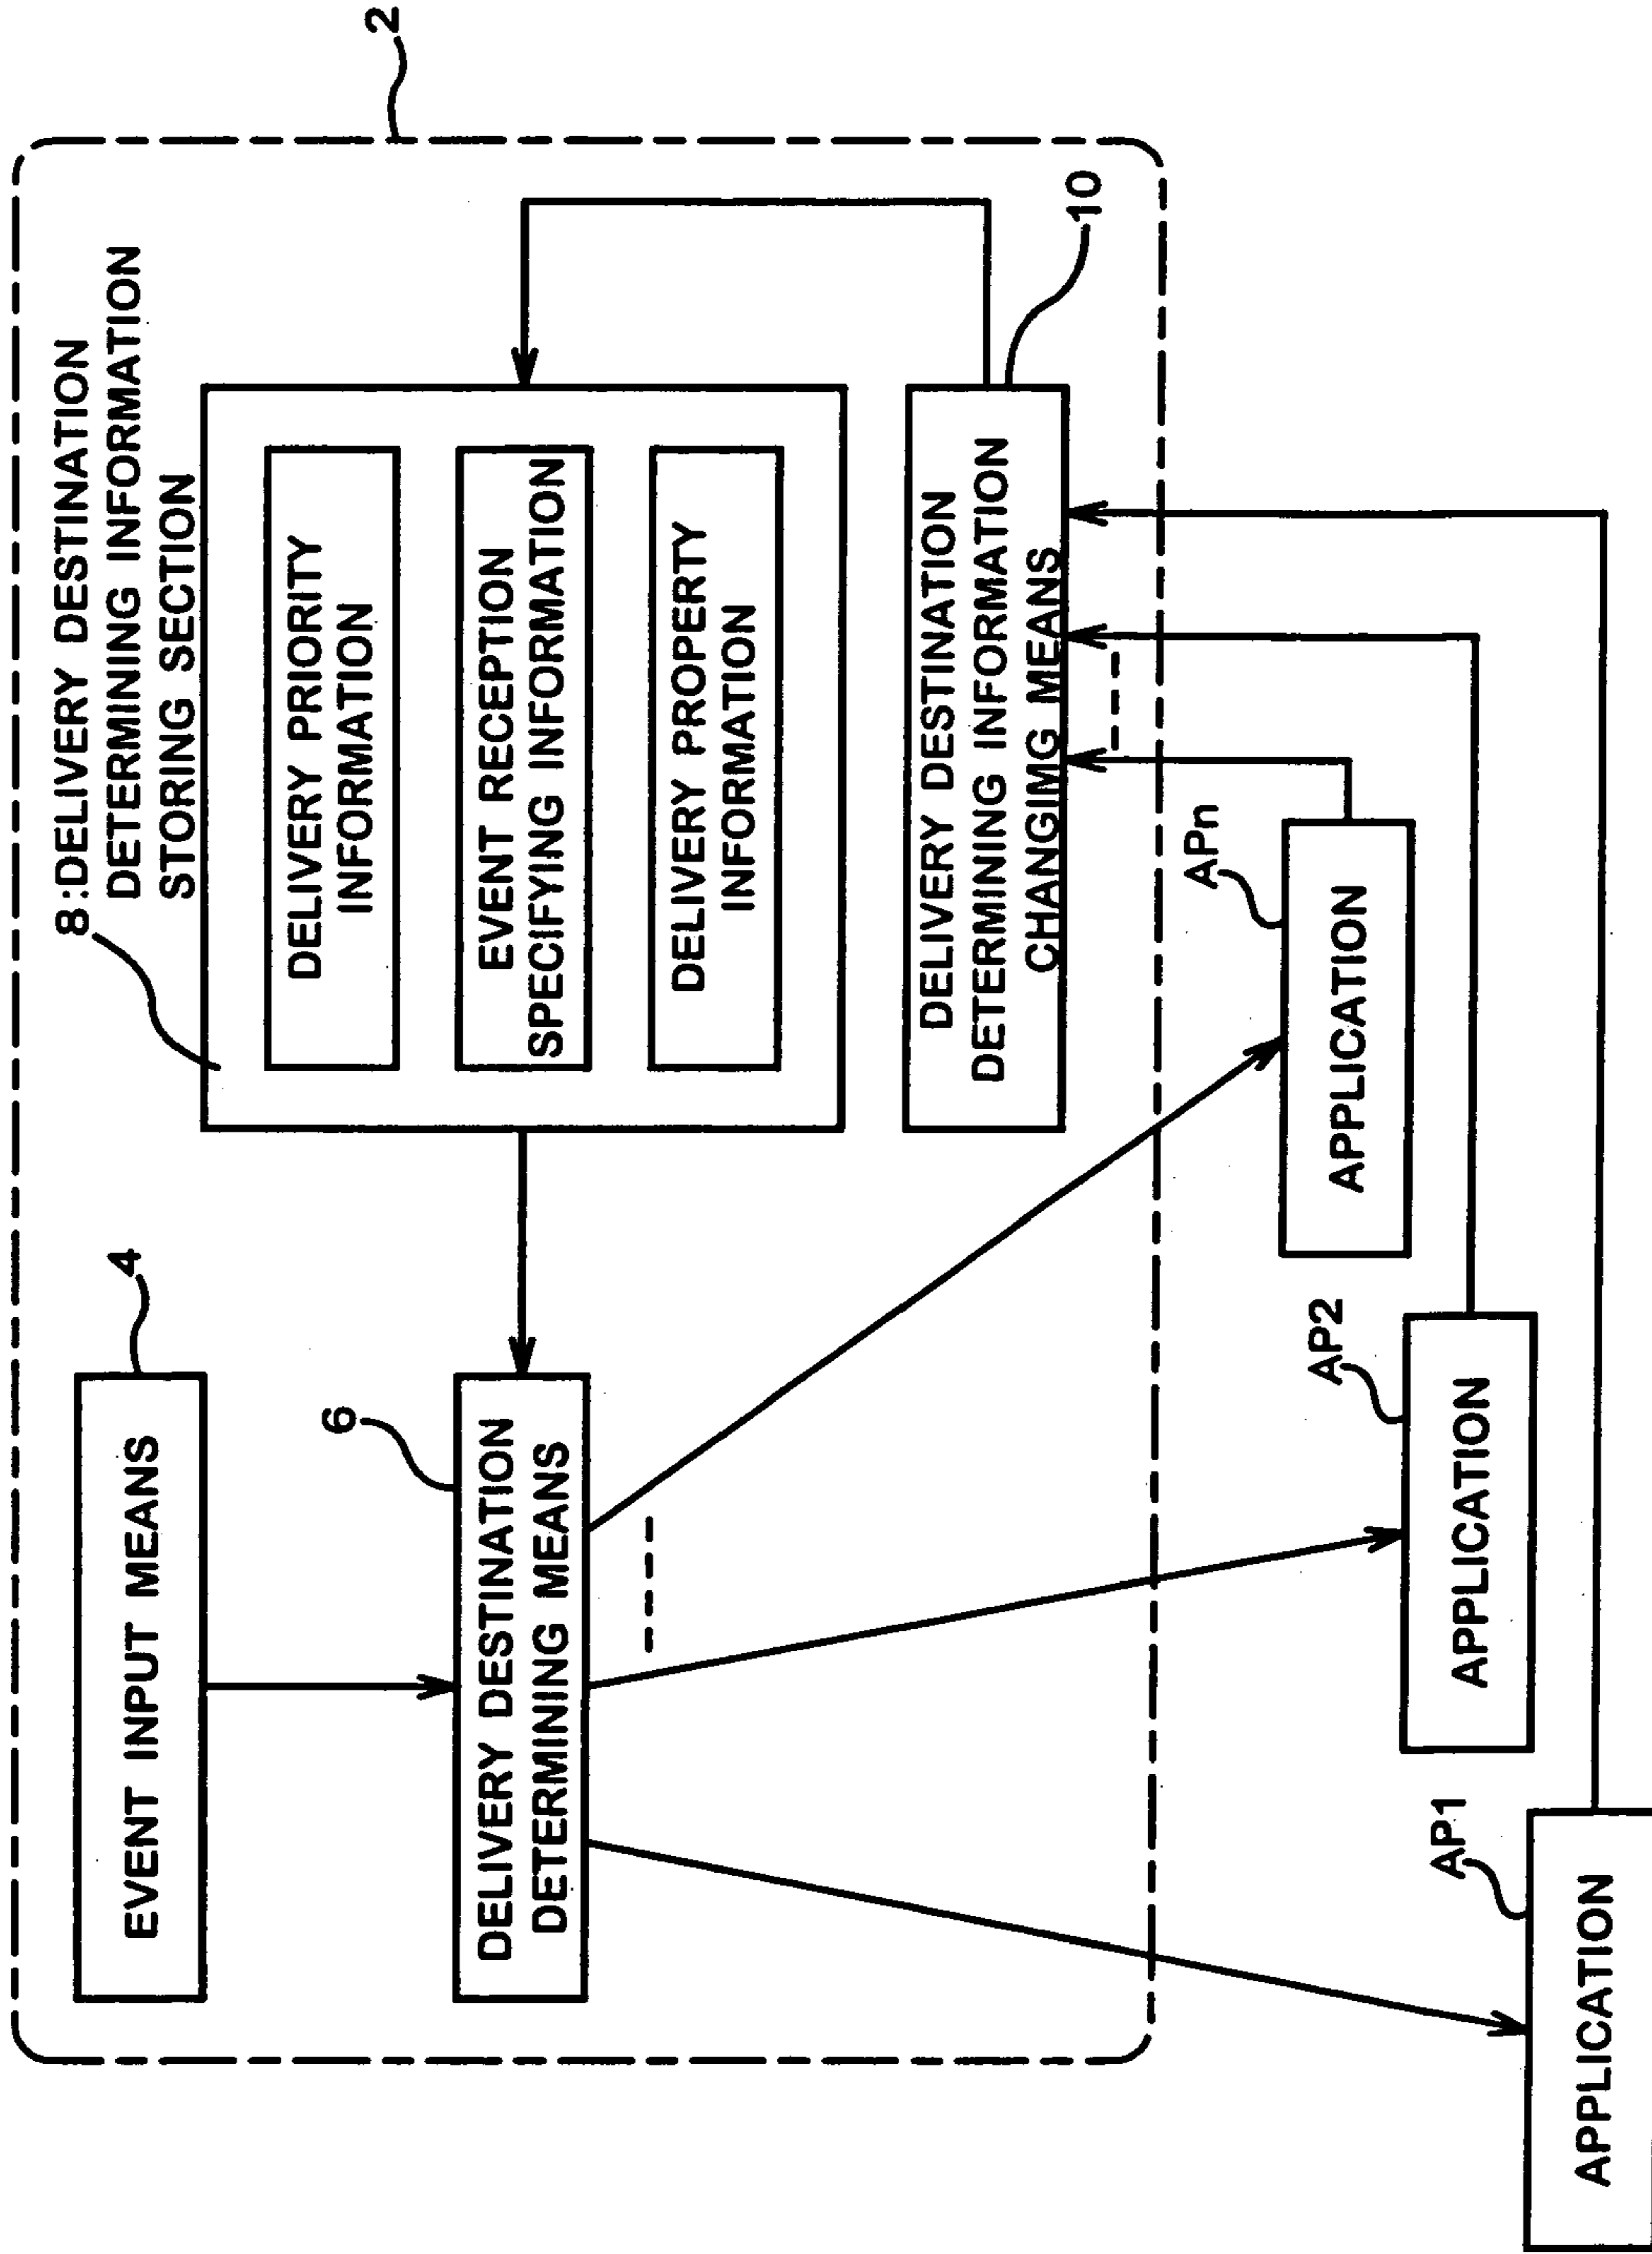 2
4
EVENT INPUT MEANS
8:DELIVERY DESTINATION
DETERMINING INFORMATION
STORING SECTION
DELIVERY PRIORITY
INFORMATION
EVENT RECEPTION
SPECIFYING INFORMATION
DELIVERY PROPERTY
INFORMATION
6
DELIVERY DESTINATION
DETERMINING MEANS
10
DELIVERY DESTINATION
DETERMINING INFORMATION
CHANGIMG MEANS
APn
APPLICATION
AP2
APPLICATION
AP1
APPLICATION